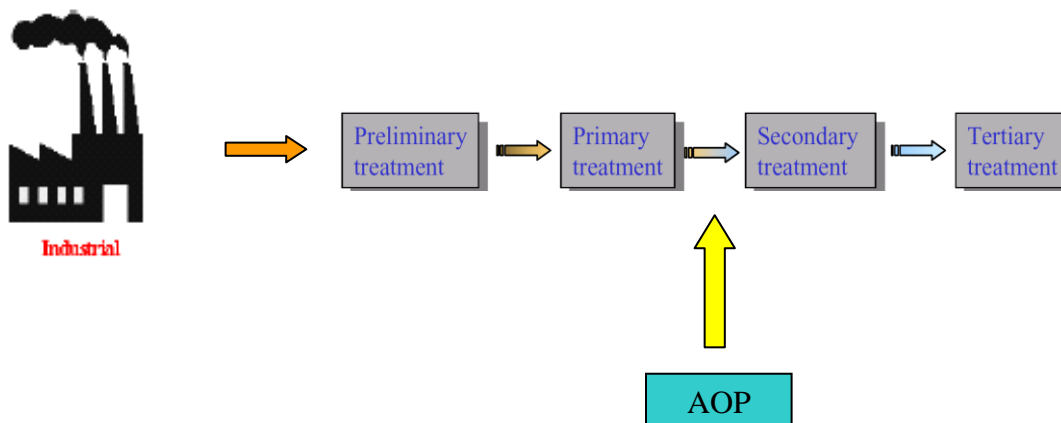 Industrial
Preliminary
treatment
Primary
treatment
Secondary
treatment
Tertiary
treatment
AOP